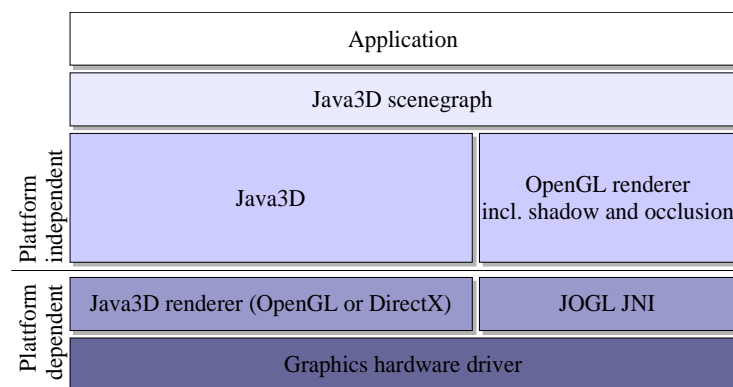 Application
Java3D scenegraph
Plattform
independent
Java3D
OpenGL renderer
incl. shadow and occlusion
Plattform
dependent
Java3D renderer (OpenGL or DirectX)
JOGL JNI
Graphics hardware driver